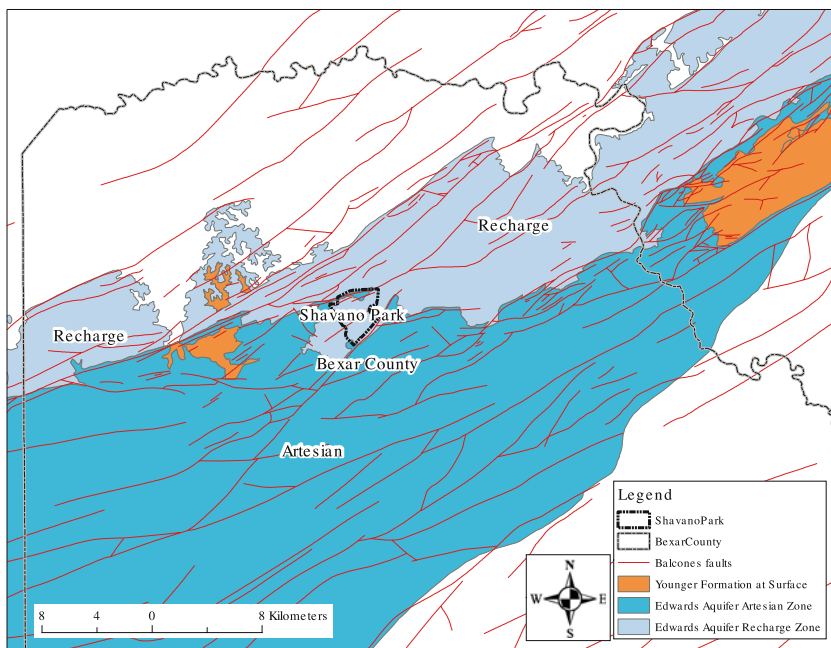 Recharge
Recharge
Shavano Park
Bexar County
Artesian
Legend
ShavanoPark
BexarCounty
Balcones faults
Younger Formation at Surface
Edwards Aquifer Artesian Zone
Edwards Aquifer Recharge Zone
N
W E
S
8 4 0 8 Kilometers